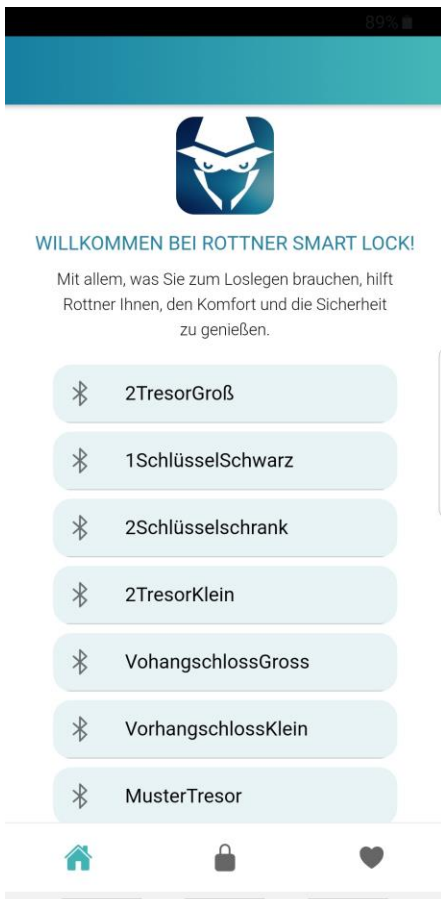 89%
WILLKOMMEN BEI ROTTNER SMART LOCK!
Mit allem, was Sie zum Loslegen brauchen, hilft
Rottner Ihnen, den Komfort und die Sicherheit
zu genießen.
2TresorGroß
1SchlüsselSchwarz
2Schlüsselschrank
2TresorKlein
VohangschlossGross
VorhangschlossKlein
MusterTresor